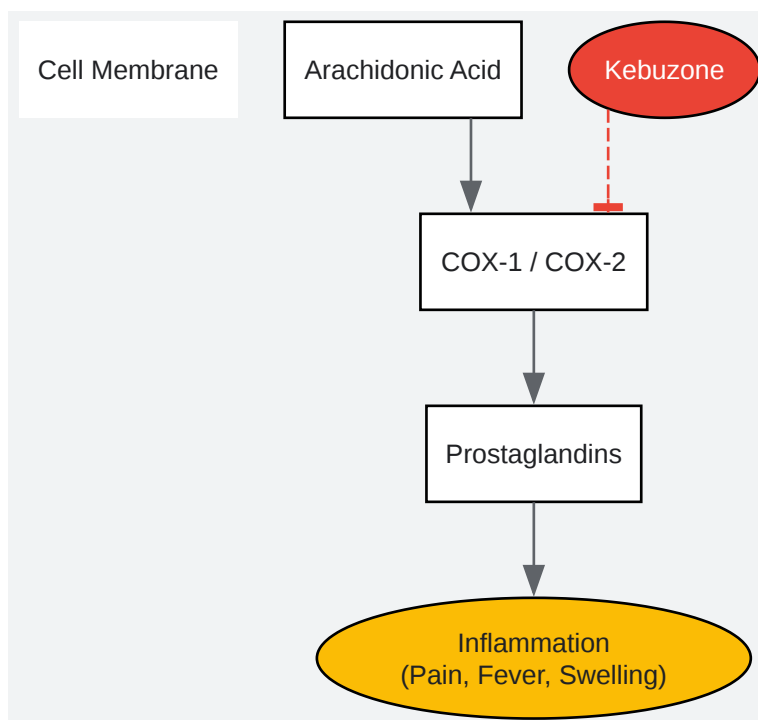 Cell Membrane
Arachidonic Acid
Kebuzone
COX-1 / COX-2
Prostaglandins
Inflammation
(Pain, Fever, Swelling)